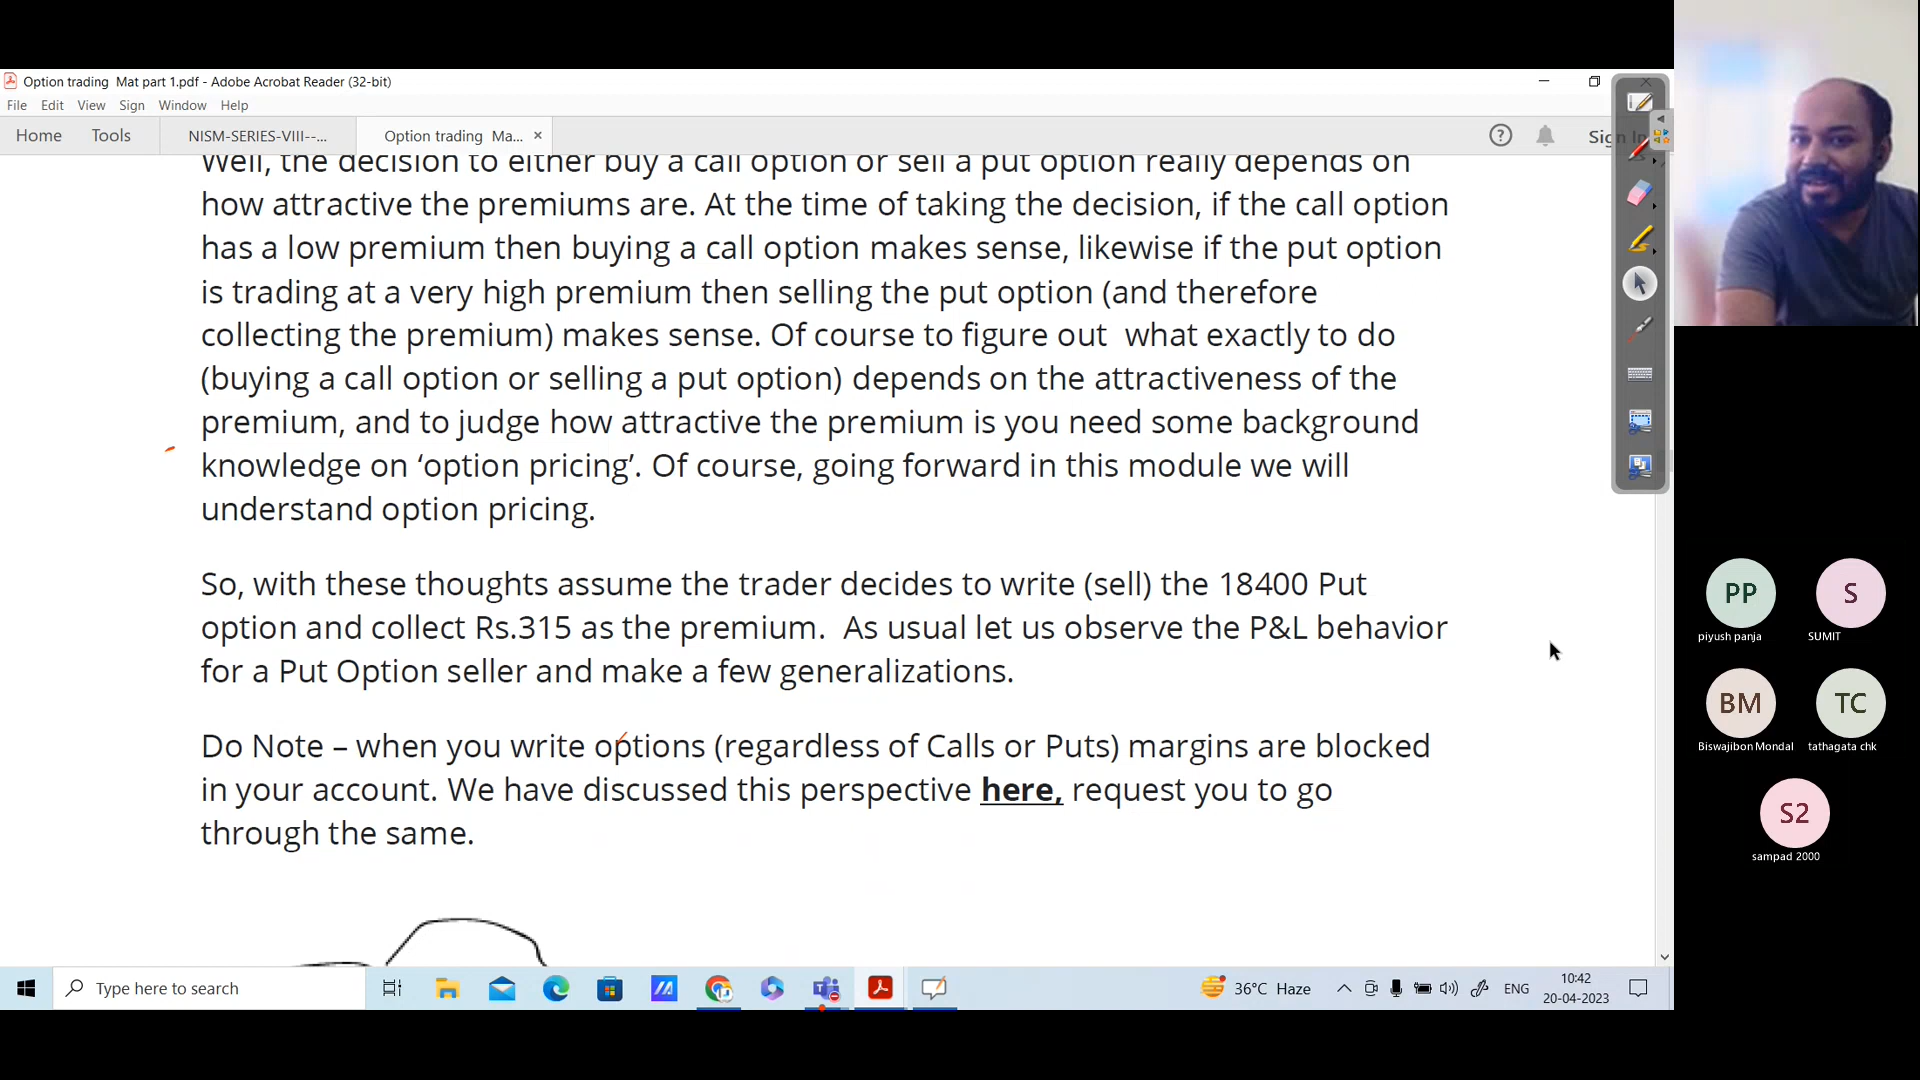 Option trading  Mat part 1.pdf - Adobe Acrobat Reader (32-bit)
File Edit View Sign Window Help
Home Tools NISM-SERIES-VIII--... Option trading  Ma... × Sign In
Well, the decision to either buy a call option or sell a put option really depends on
how attractive the premiums are. At the time of taking the decision, if the call option
has a low premium then buying a call option makes sense, likewise if the put option
is trading at a very high premium then selling the put option (and therefore
collecting the premium) makes sense. Of course to figure out  what exactly to do
(buying a call option or selling a put option) depends on the attractiveness of the
premium, and to judge how attractive the premium is you need some background
knowledge on ‘option pricing’. Of course, going forward in this module we will
understand option pricing.
So, with these thoughts assume the trader decides to write (sell) the 18400 Put
option and collect Rs.315 as the premium.  As usual let us observe the P&L behavior
for a Put Option seller and make a few generalizations.
Do Note – when you write options (regardless of Calls or Puts) margins are blocked
in your account. We have discussed this perspective here, request you to go
through the same.
PP S
piyush panja SUMIT
BM TC
Biswajibon Mondal tathagata chk
S2
sampad 2000
Type here to search 36°C Haze ENG 10:42
20-04-2023